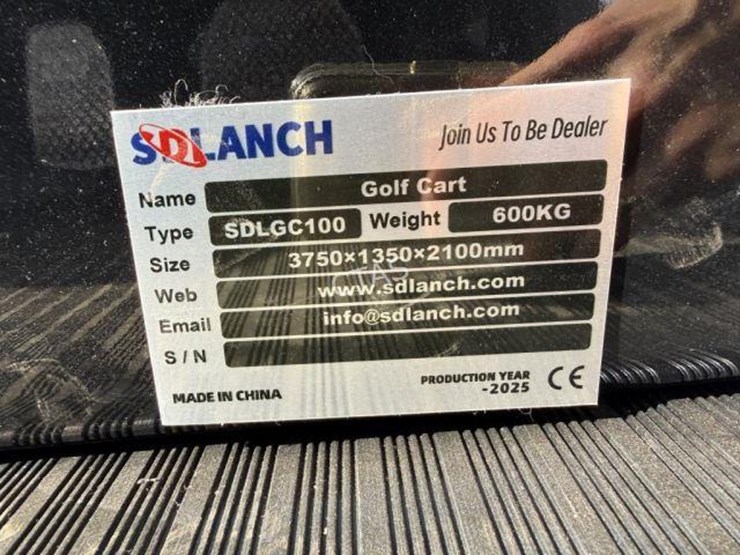 SDLANCH
Join Us To Be Dealer
Name Golf Cart
Type SDLGC100 Weight 600KG
Size 3750×1350×2100mm
TAS
Web www.sdlanch.com
Email info@sdlanch.com
S/N
MADE IN CHINA
PRODUCTION YEAR
-2025
CE